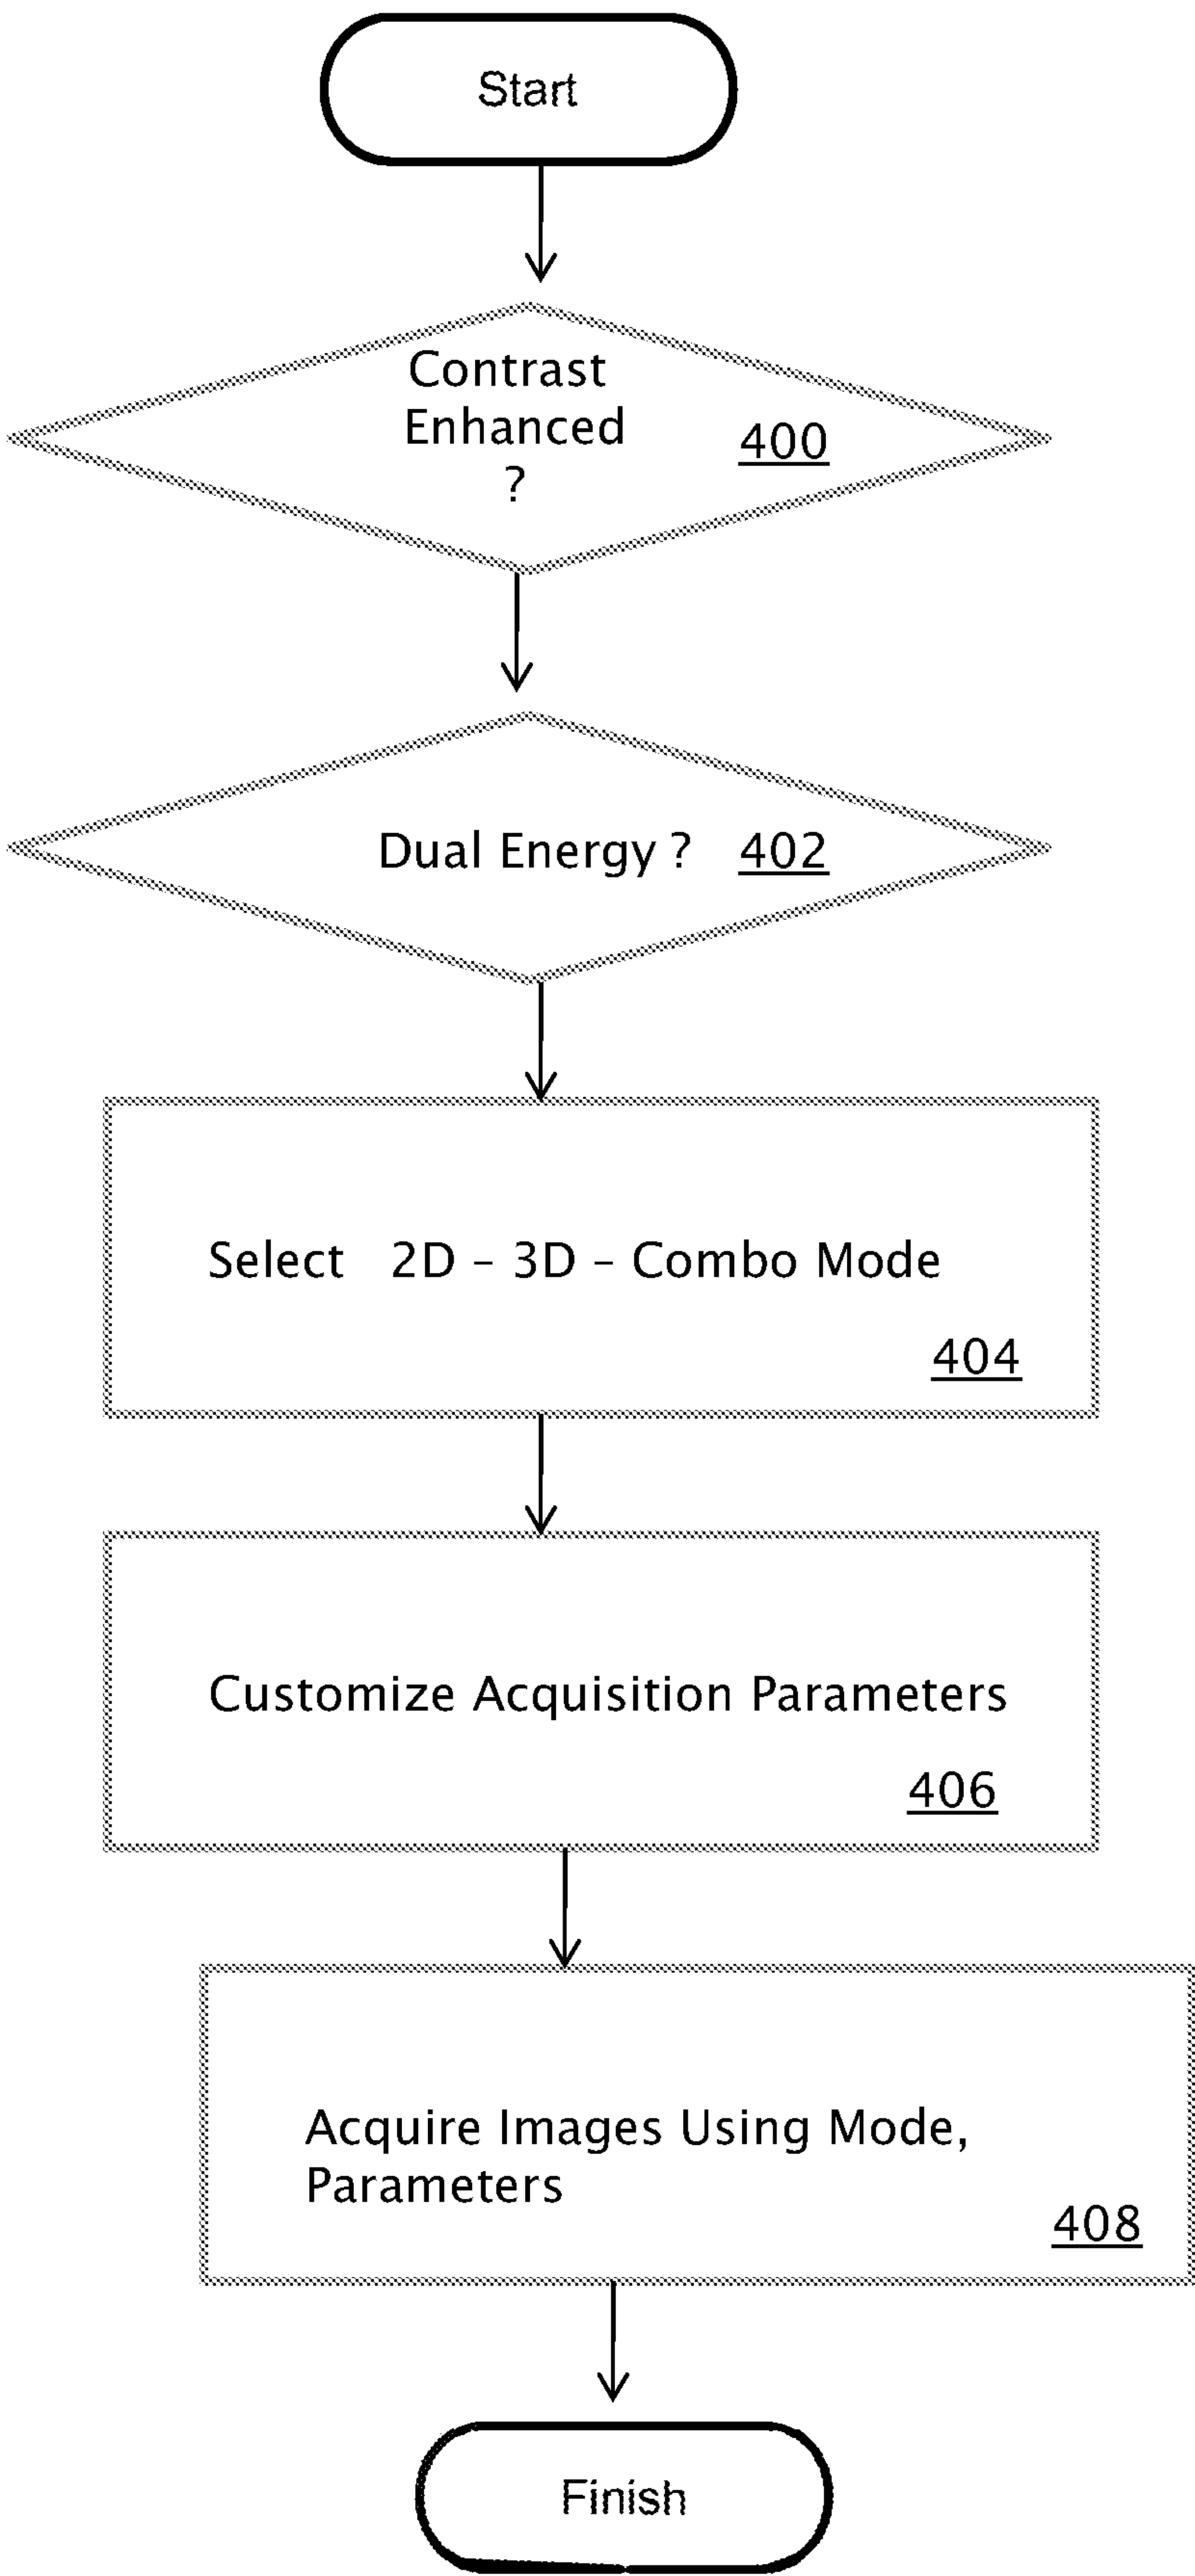 Start
Contrast
Enhanced
?
400
Dual Energy ? 402
Select 2D – 3D – Combo Mode
404
Customize Acquisition Parameters
406
Acquire Images Using Mode,
Parameters
408
Finish